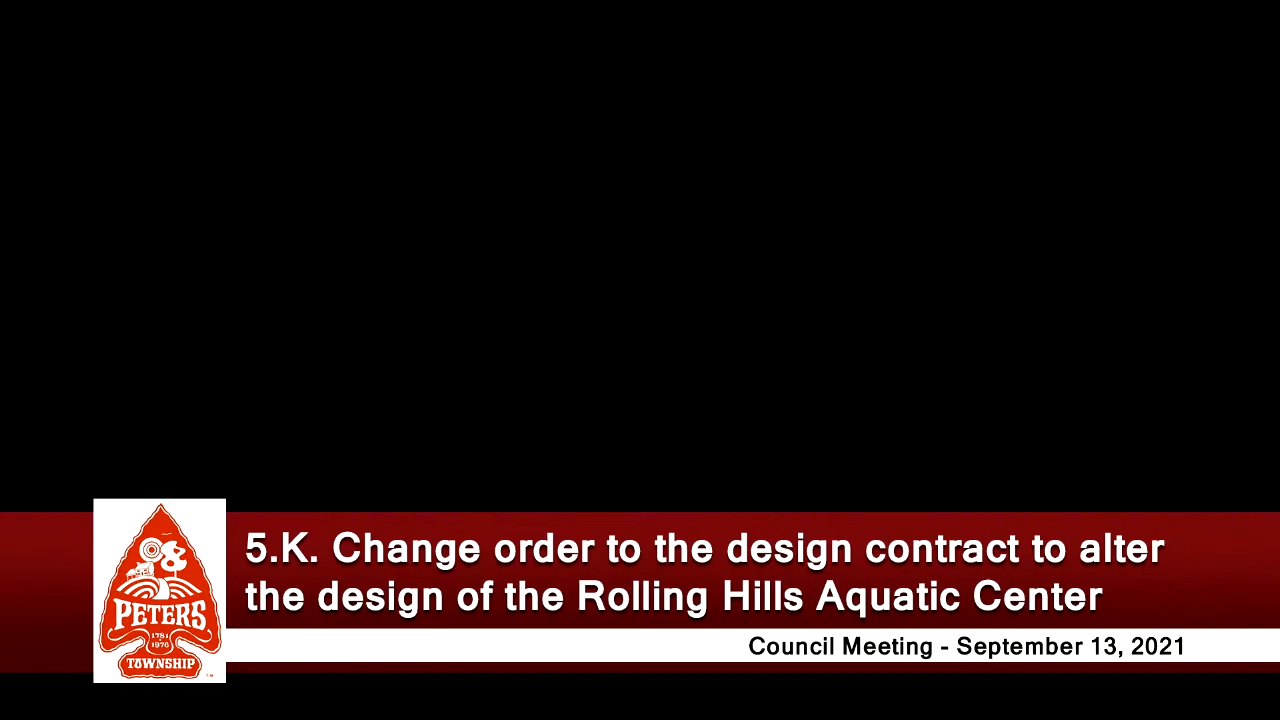 5.K. Change order to the design contract to alter
the design of the Rolling Hills Aquatic Center
Council Meeting - September 13, 2021
PETERS
1781
1976
TOWNSHIP